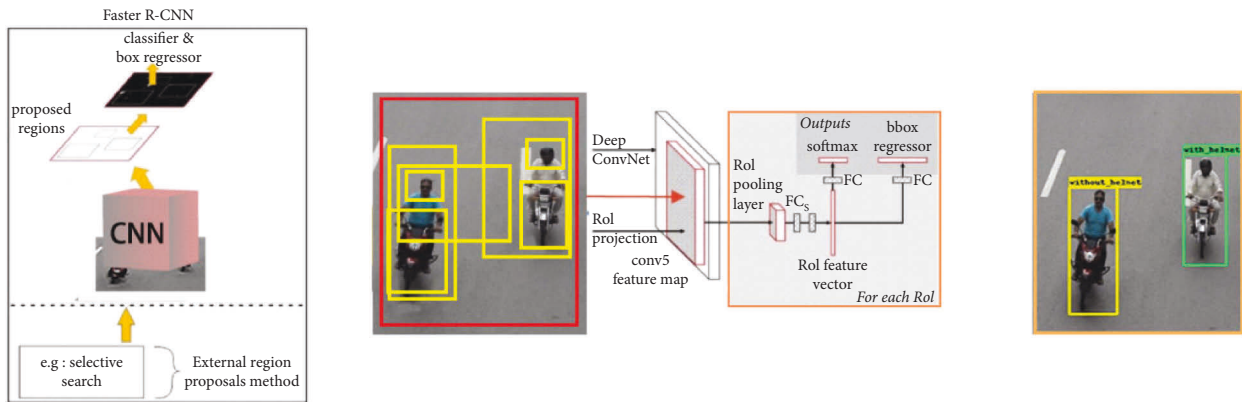 Faster R-CNN
classifier &
box regressor
proposed
regions
CNN
e.g : selective
search
External region
proposals method
Deep
ConvNet
RoI
projection
conv5
feature map
RoI
pooling
layer
FCs
Outputs
softmax
bbox
regressor
FC
FC
RoI feature
vector
For each RoI
without_helmet
with_helmet